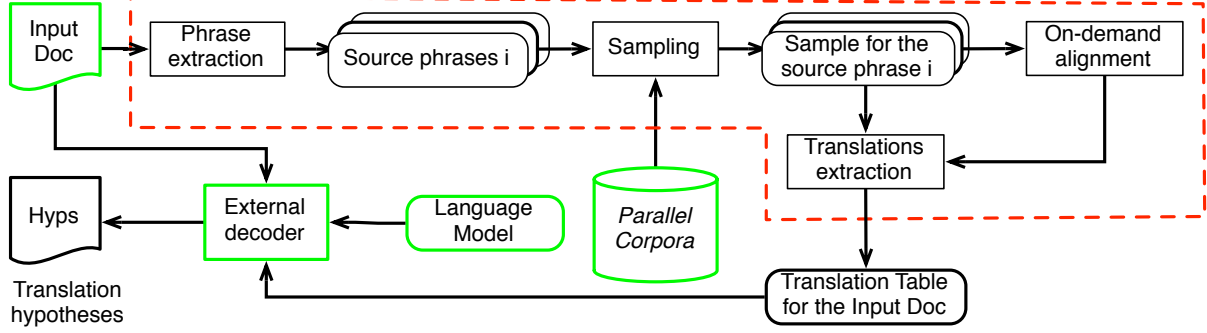 Input
Doc
Phrase
extraction
Source phrases i
Sampling
Sample for the
source phrase i
On-demand
alignment
Translations
extraction
Hyps
External
decoder
Language
Model
Parallel
Corpora
Translation
hypotheses
Translation Table
for the Input Doc